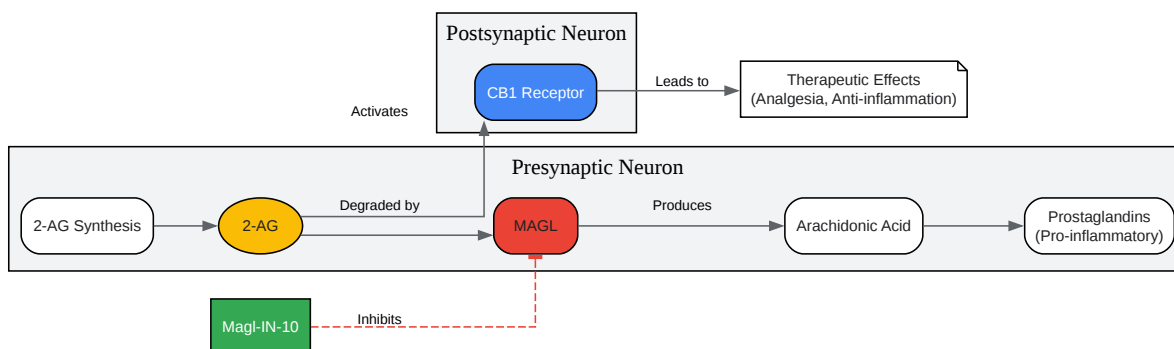 Postsynaptic Neuron
CB1 Receptor
Leads to
Therapeutic Effects
(Analgesia, Anti-inflammation)
Activates
Presynaptic Neuron
2-AG Synthesis
2-AG
Degraded by
MAGL
Produces
Arachidonic Acid
Prostaglandins
(Pro-inflammatory)
Magl-IN-10
Inhibits